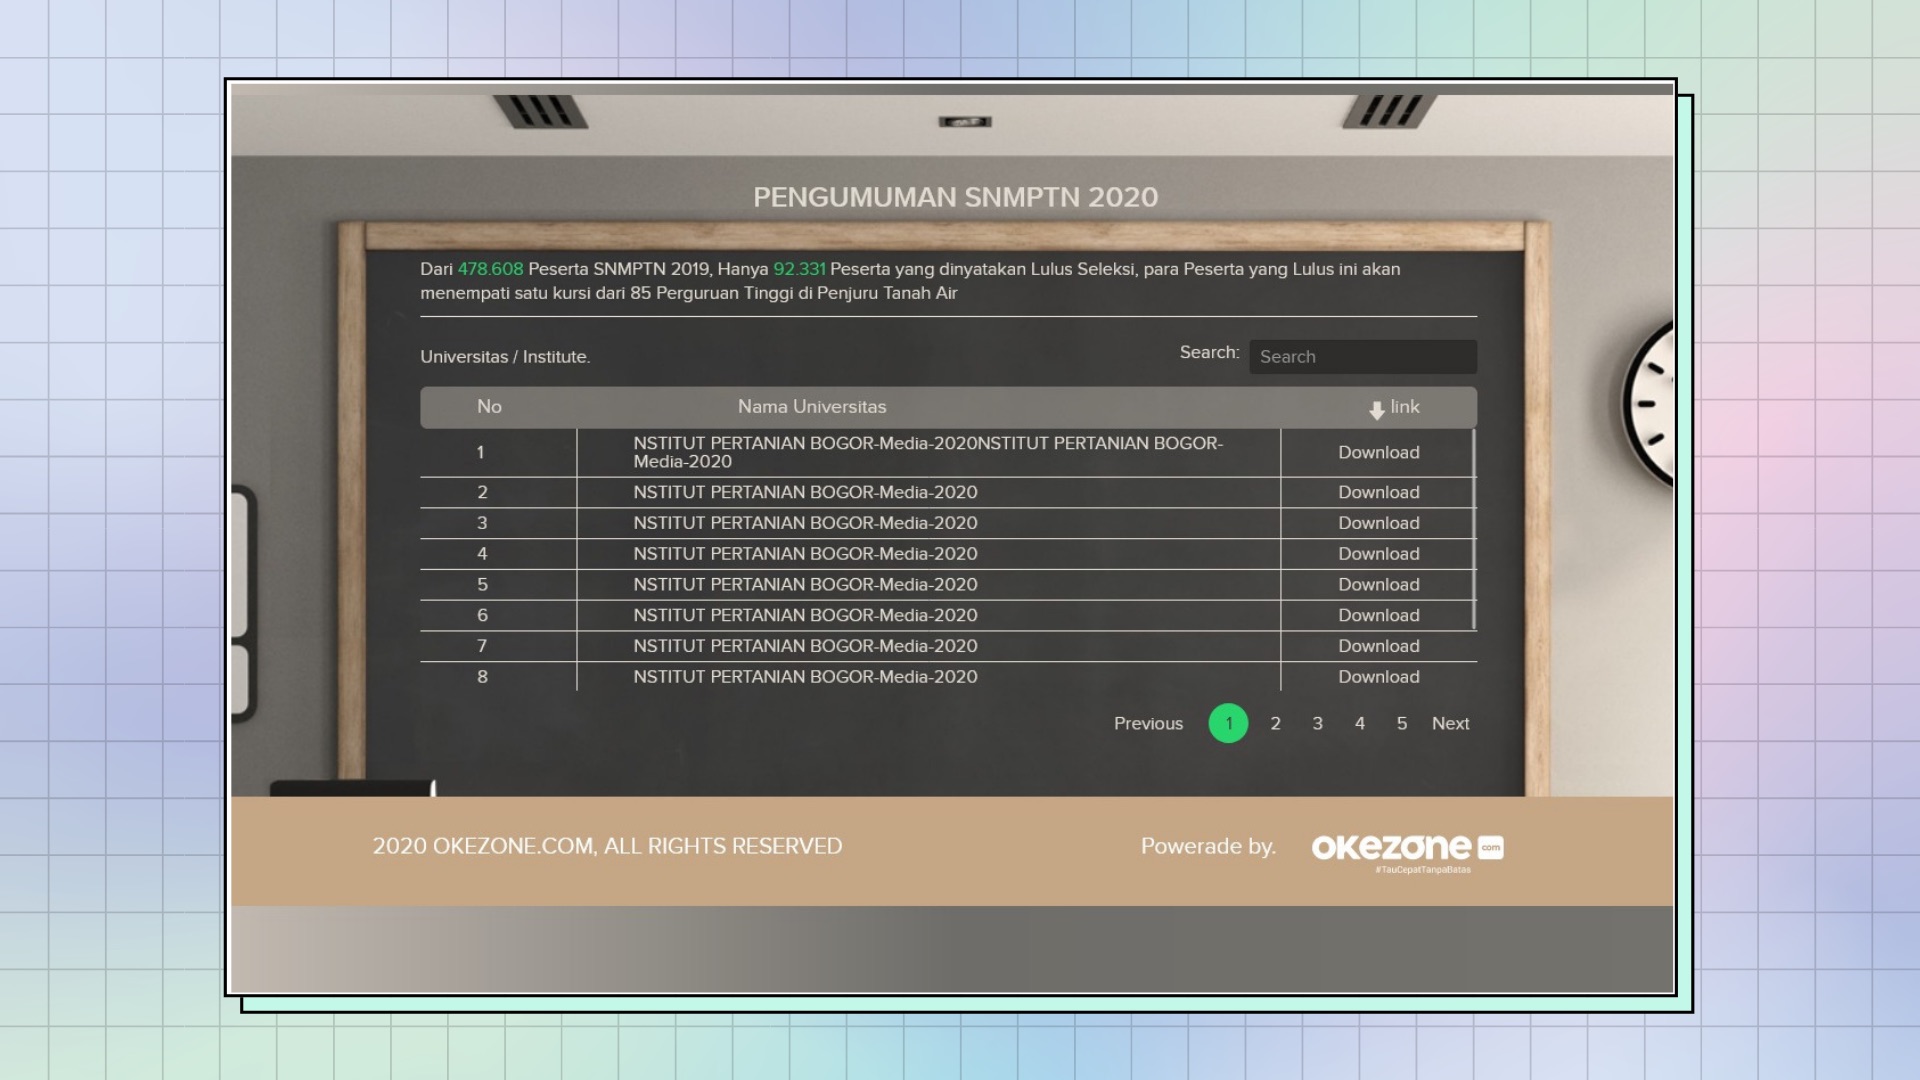 PENGUMUMAN SNMPTN 2020
Dari 478.608 Peserta SNMPTN 2019, Hanya 92.331 Peserta yang dinyatakan Lulus Seleksi, para Peserta yang Lulus ini akan
menempati satu kursi dari 85 Perguruan Tinggi di Penjuru Tanah Air
Universitas / Institute.
Search: Search
No Nama Universitas link
1 NSTITUT PERTANIAN BOGOR-Media-2020NSTITUT PERTANIAN BOGOR-
Media-2020 Download
2 NSTITUT PERTANIAN BOGOR-Media-2020 Download
3 NSTITUT PERTANIAN BOGOR-Media-2020 Download
4 NSTITUT PERTANIAN BOGOR-Media-2020 Download
5 NSTITUT PERTANIAN BOGOR-Media-2020 Download
6 NSTITUT PERTANIAN BOGOR-Media-2020 Download
7 NSTITUT PERTANIAN BOGOR-Media-2020 Download
8 NSTITUT PERTANIAN BOGOR-Media-2020 Download
Previous 1 2 3 4 5 Next
2020 OKEZONE.COM, ALL RIGHTS RESERVED
Powerade by. okezone com
#TauCepatTanpaBatas